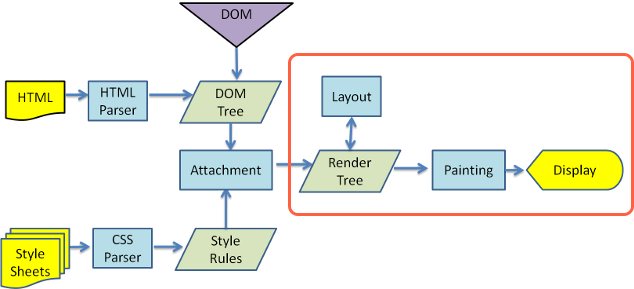 DOM
HTML
HTML
Parser
DOM
Tree
Layout
Attachment
Render
Tree
Painting
Display
Style
Sheets
CSS
Parser
Style
Rules